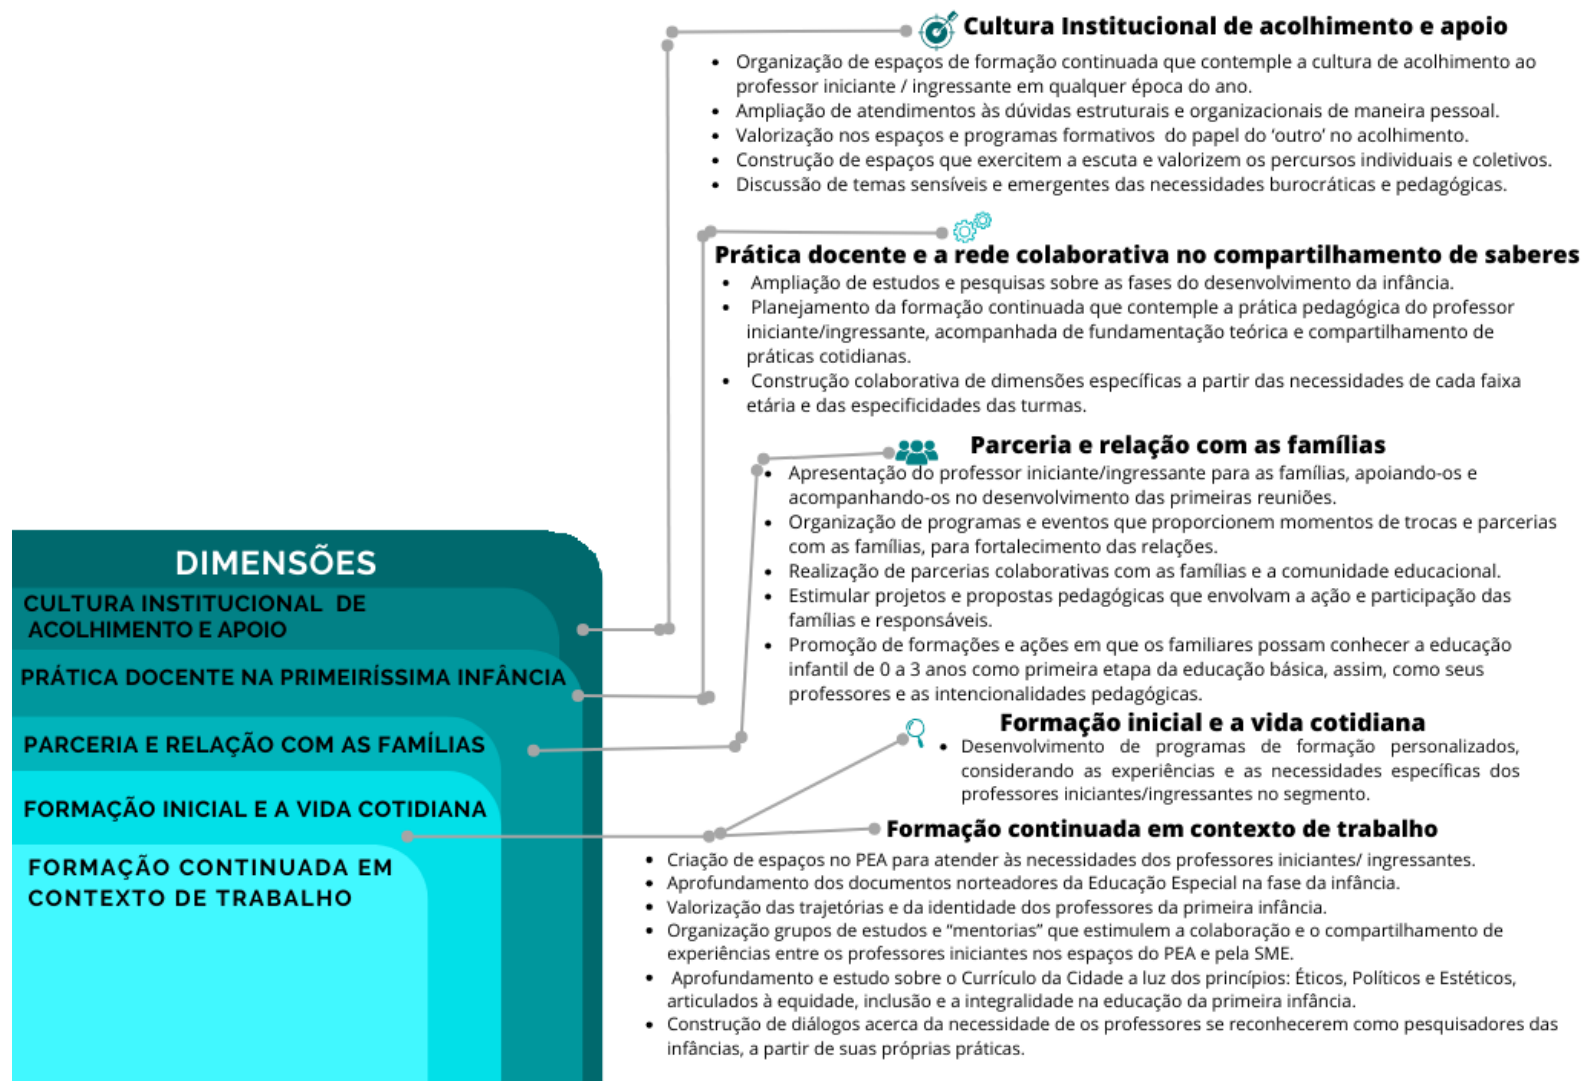 Cultura Institucional de acolhimento e apoio
• Organização de espaços de formação continuada que contemple a cultura de acolhimento ao
professor iniciante / ingressante em qualquer época do ano.
• Ampliação de atendimentos às dúvidas estruturais e organizacionais de maneira pessoal.
• Valorização nos espaços e programas formativos do papel do ‘outro’ no acolhimento.
• Construção de espaços que exercitem a escuta e valorizem os percursos individuais e coletivos.
• Discussão de temas sensíveis e emergentes das necessidades burocráticas e pedagógicas.
Prática docente e a rede colaborativa no compartilhamento de saberes
• Ampliação de estudos e pesquisas sobre as fases do desenvolvimento da infância.
• Planejamento da formação continuada que contemple a prática pedagógica do professor
iniciante/ingressante, acompanhada de fundamentação teórica e compartilhamento de
práticas cotidianas.
• Construção colaborativa de dimensões específicas a partir das necessidades de cada faixa
etária e das especificidades das turmas.
Parceria e relação com as famílias
• Apresentação do professor iniciante/ingressante para as famílias, apoiando-os e
acompanhando-os no desenvolvimento das primeiras reuniões.
• Organização de programas e eventos que proporcionem momentos de trocas e parcerias
com as famílias, para fortalecimento das relações.
• Realização de parcerias colaborativas com as famílias e a comunidade educacional.
• Estimular projetos e propostas pedagógicas que envolvam a ação e participação das
famílias e responsáveis.
• Promoção de formações e ações em que os familiares possam conhecer a educação
infantil de 0 a 3 anos como primeira etapa da educação básica, assim, como seus
professores e as intencionalidades pedagógicas.
Formação inicial e a vida cotidiana
• Desenvolvimento de programas de formação personalizados,
considerando as experiências e as necessidades específicas dos
professores iniciantes/ingressantes no segmento.
Formação continuada em contexto de trabalho
• Criação de espaços no PEA para atender às necessidades dos professores iniciantes/ ingressantes.
• Aprofundamento dos documentos norteadores da Educação Especial na fase da infância.
• Valorização das trajetórias e da identidade dos professores da primeira infância.
• Organização grupos de estudos e “mentorias” que estimulem a colaboração e o compartilhamento de
experiências entre os professores iniciantes nos espaços do PEA e pela SME.
• Aprofundamento e estudo sobre o Currículo da Cidade a luz dos princípios: Éticos, Políticos e Estéticos,
articulados à equidade, inclusão e a integralidade na educação da primeira infância.
• Construção de diálogos acerca da necessidade de os professores se reconhecerem como pesquisadores das
infâncias, a partir de suas próprias práticas.
DIMENSÕES
CULTURA INSTITUCIONAL DE
ACOLHIMENTO E APOIO
PRÁTICA DOCENTE NA PRIMEIRÍSSIMA INFÂNCIA
PARCERIA E RELAÇÃO COM AS FAMÍLIAS
FORMAÇÃO INICIAL E A VIDA COTIDIANA
FORMAÇÃO CONTINUADA EM
CONTEXTO DE TRABALHO